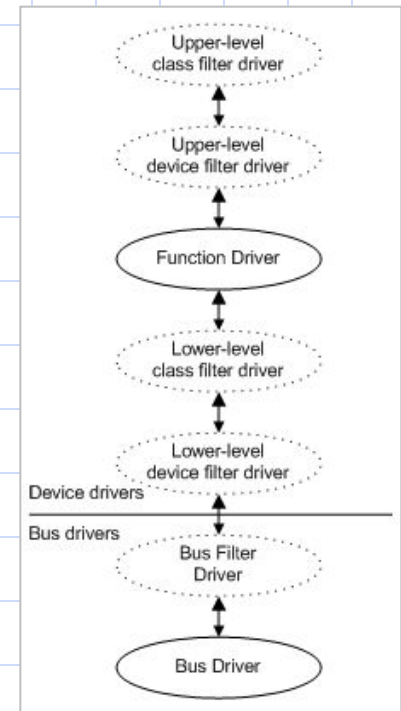 Upper-level
class filter driver
Upper-level
device filter driver
Function Driver
Lower-level
class filter driver
Lower-level
device filter driver
Device drivers
Bus drivers
Bus Filter
Driver
Bus Driver